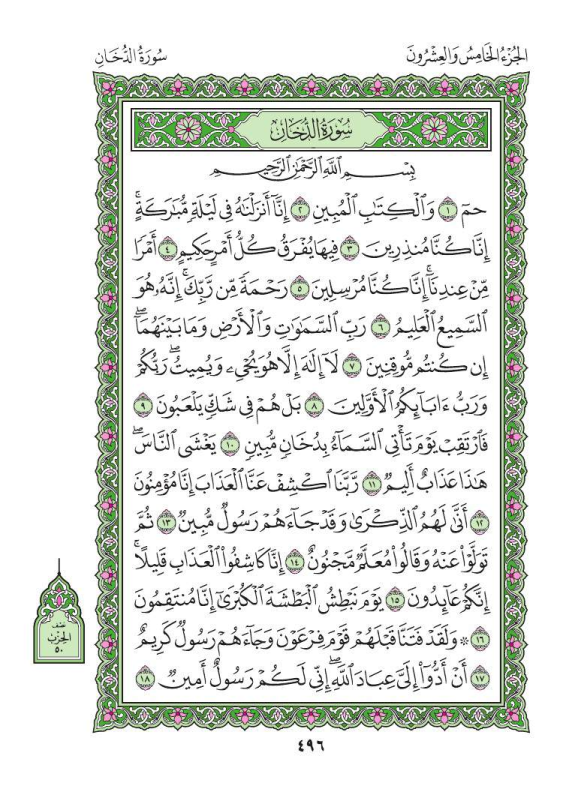 الجُزْءُ الخَامِسُ وَالعِشْرُونَ
سُورَةُ الدُّخَانِ
سُورَةُ الدُّخَانِ
بِسْمِ ٱللَّهِ ٱلرَّحْمَٰنِ ٱلرَّحِيمِ
حمٓ ١ وَٱلْكِتَٰبِ ٱلْمُبِينِ ٢ إِنَّآ أَنزَلْنَٰهُ فِى لَيْلَةٍ مُّبَٰرَكَةٍۚ
إِنَّا كُنَّا مُنذِرِينَ ٣ فِيهَا يُفْرَقُ كُلُّ أَمْرٍ حَكِيمٍ ٤ أَمْرًا
مِّنْ عِندِنَآۚ إِنَّا كُنَّا مُرْسِلِينَ ٥ رَحْمَةً مِّن رَّبِّكَۚ إِنَّهُۥ هُوَ
ٱلسَّمِيعُ ٱلْعَلِيمُ ٦ رَبِّ ٱلسَّمَٰوَٰتِ وَٱلْأَرْضِ وَمَا بَيْنَهُمَآۖ
إِن كُنتُم مُّوقِنِينَ ٧ لَآ إِلَٰهَ إِلَّا هُوَ يُحْىِۦ وَيُمِيتُۖ رَبُّكُمْ
وَرَبُّ ءَابَآئِكُمُ ٱلْأَوَّلِينَ ٨ بَلْ هُمْ فِى شَكٍّ يَلْعَبُونَ ٩
فَٱرْتَقِبْ يَوْمَ تَأْتِى ٱلسَّمَآءُ بِدُخَانٍ مُّبِينٍ ١٠ يَغْشَى ٱلنَّاسَۖ
هَٰذَا عَذَابٌ أَلِيمٌ ١١ رَّبَّنَا ٱكْشِفْ عَنَّا ٱلْعَذَابَ إِنَّا مُؤْمِنُونَ
١٢ أَنَّىٰ لَهُمُ ٱلذِّكْرَىٰ وَقَدْ جَآءَهُمْ رَسُولٌ مُّبِينٌ ١٣ ثُمَّ
تَوَلَّوْا۟ عَنْهُ وَقَالُوا۟ مُعَلَّمٌ مَّجْنُونٌ ١٤ إِنَّا كَاشِفُوا۟ ٱلْعَذَابِ قَلِيلًاۚ
إِنَّكُمْ عَآئِدُونَ ١٥ يَوْمَ نَبْطِشُ ٱلْبَطْشَةَ ٱلْكُبْرَىٰٓ إِنَّا مُنتَقِمُونَ
١٦ ۞ وَلَقَدْ فَتَنَّا قَبْلَهُمْ قَوْمَ فِرْعَوْنَ وَجَآءَهُمْ رَسُولٌ كَرِيمٌ
١٧ أَنْ أَدُّوٓا۟ إِلَىَّ عِبَادَ ٱللَّهِۖ إِنِّى لَكُمْ رَسُولٌ أَمِينٌ ١٨
نصف
الحزب
٥٠
٤٩٦